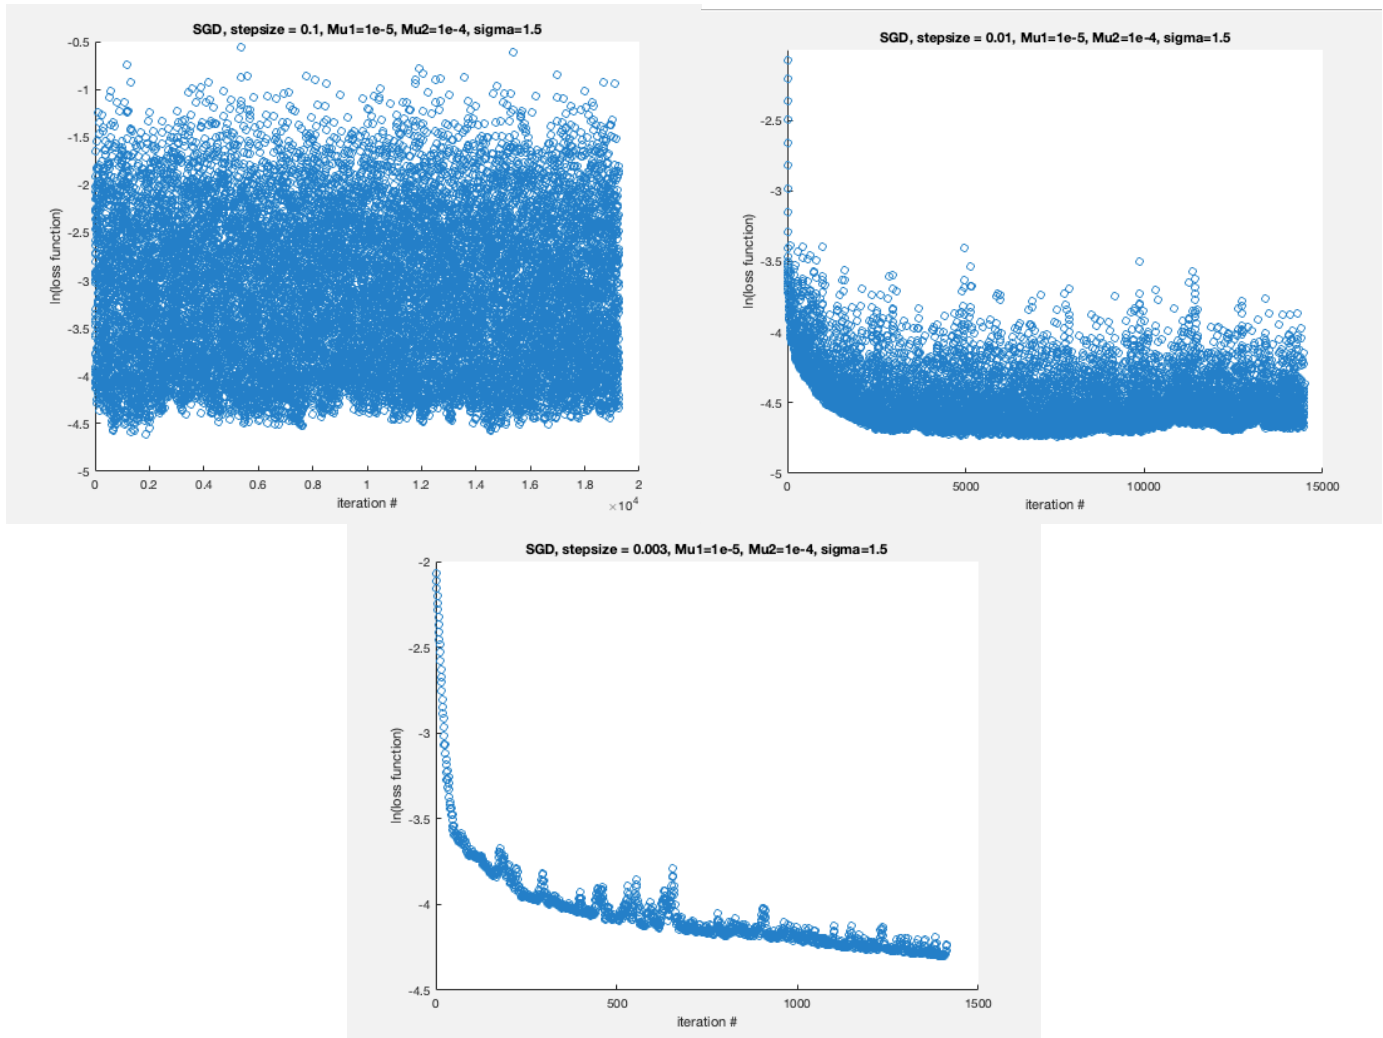 SGD, stepsize = 0.1, Mu1=1e-5, Mu2=1e-4, sigma=1.5
-0.5
-1
-1.5
-2
-2.5
-3
-3.5
-4
-4.5
-5
ln(loss function)
0 0.2 0.4 0.6 0.8 1 1.2 1.4 1.6 1.8 2
iteration #
×10^4
SGD, stepsize = 0.01, Mu1=1e-5, Mu2=1e-4, sigma=1.5
-2.5
-3
-3.5
-4
-4.5
-5
ln(loss function)
0 5000 10000 15000
iteration #
SGD, stepsize = 0.003, Mu1=1e-5, Mu2=1e-4, sigma=1.5
-2
-2.5
-3
-3.5
-4
-4.5
ln(loss function)
0 500 1000 1500
iteration #